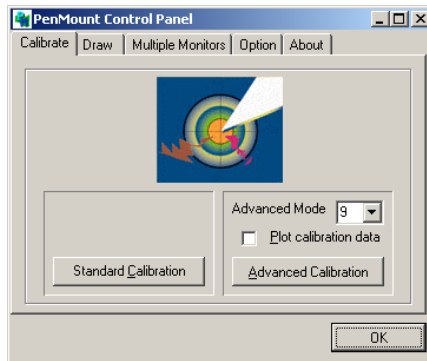 PenMount Control Panel
Calibrate Draw Multiple Monitors Option About
Advanced Mode 9
Plot calibration data
Standard Calibration Advanced Calibration
OK